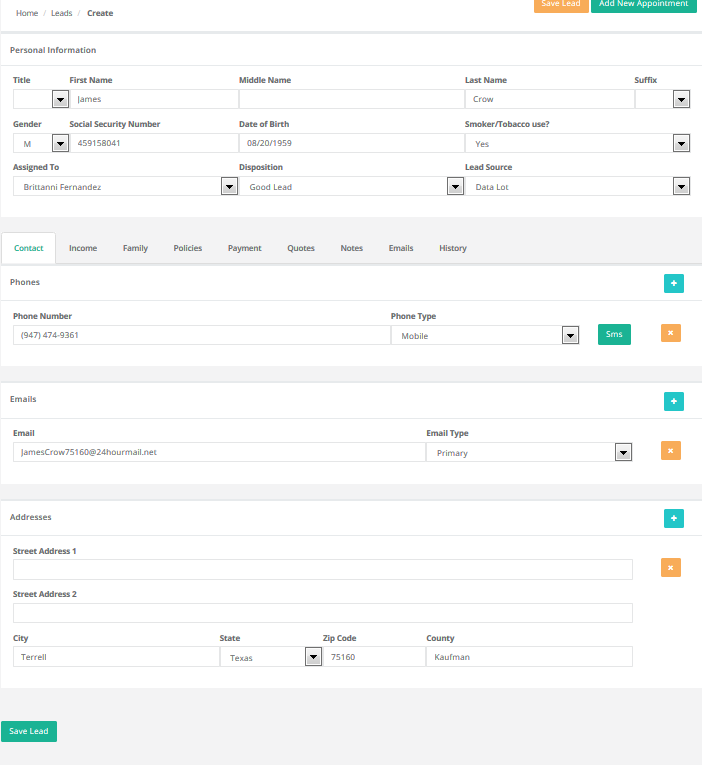 Home / Leads / Create
Save Lead Add New Appointment
Personal Information
Title First Name Middle Name Last Name Suffix
James Crow
Gender Social Security Number Date of Birth Smoker/Tobacco use?
M 459158041 08/20/1959 Yes
Assigned To Disposition Lead Source
Brittanni Fernandez Good Lead Data Lot
Contact Income Family Policies Payment Quotes Notes Emails History
Phones +
Phone Number Phone Type
(947) 474-9361 Mobile Sms ×
Emails +
Email Email Type
JamesCrow75160@24hourmail.net Primary ×
Addresses +
Street Address 1
×
Street Address 2
City State Zip Code County
Terrell Texas 75160 Kaufman
Save Lead